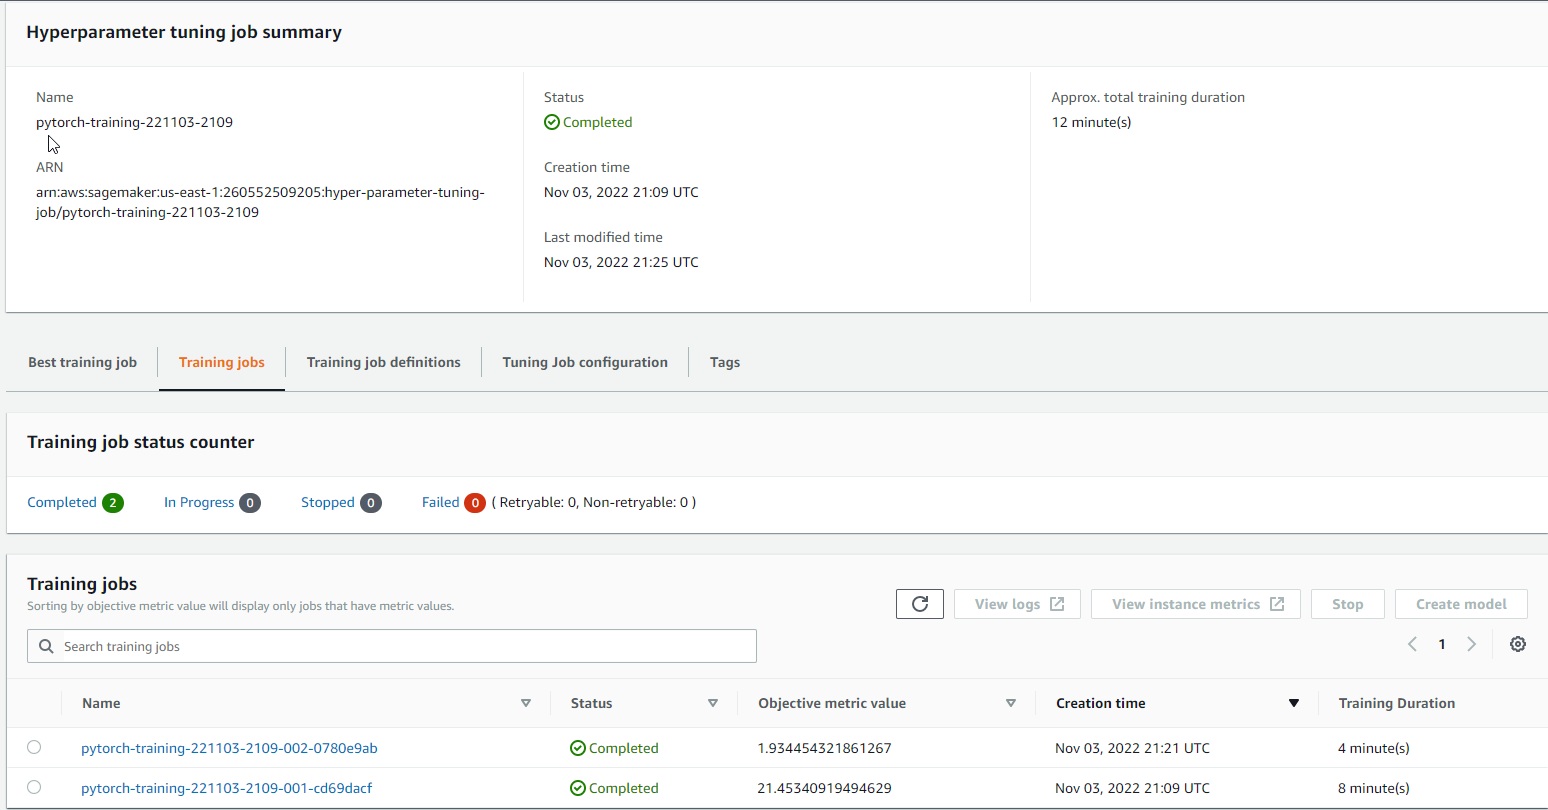 Hyperparameter tuning job summary
Name
pytorch-training-221103-2109
ARN
arn:aws:sagemaker:us-east-1:260552509205:hyper-parameter-tuning-
job/pytorch-training-221103-2109
Status
Completed
Creation time
Nov 03, 2022 21:09 UTC
Last modified time
Nov 03, 2022 21:25 UTC
Approx. total training duration
12 minute(s)
Best training job Training jobs Training job definitions Tuning Job configuration Tags
Training job status counter
Completed 2 In Progress 0 Stopped 0 Failed 0 ( Retryable: 0, Non-retryable: 0 )
Training jobs
Sorting by objective metric value will display only jobs that have metric values.
View logs View instance metrics Stop Create model
Search training jobs
1
Name Status Objective metric value Creation time Training Duration
pytorch-training-221103-2109-002-0780e9ab Completed 1.934454321861267 Nov 03, 2022 21:21 UTC 4 minute(s)
pytorch-training-221103-2109-001-cd69dacf Completed 21.45340919494629 Nov 03, 2022 21:09 UTC 8 minute(s)